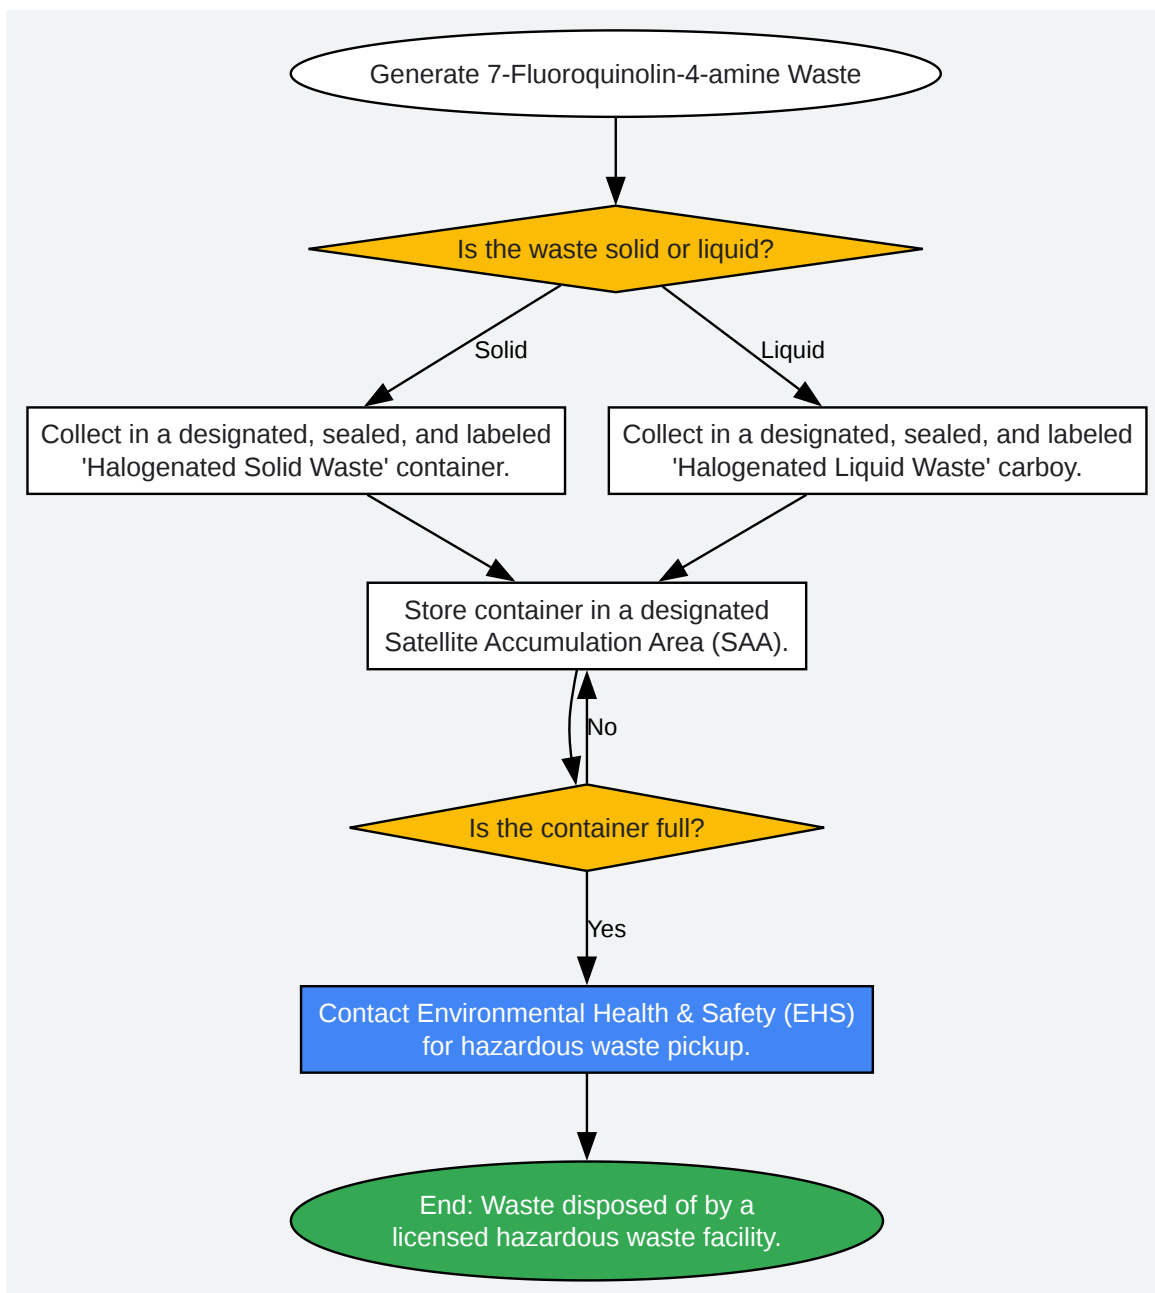 Generate 7-Fluoroquinolin-4-amine Waste
Is the waste solid or liquid?
Solid
Liquid
Collect in a designated, sealed, and labeled
'Halogenated Solid Waste' container.
Collect in a designated, sealed, and labeled
'Halogenated Liquid Waste' carboy.
Store container in a designated
Satellite Accumulation Area (SAA).
No
Is the container full?
Yes
Contact Environmental Health & Safety (EHS)
for hazardous waste pickup.
End: Waste disposed of by a
licensed hazardous waste facility.